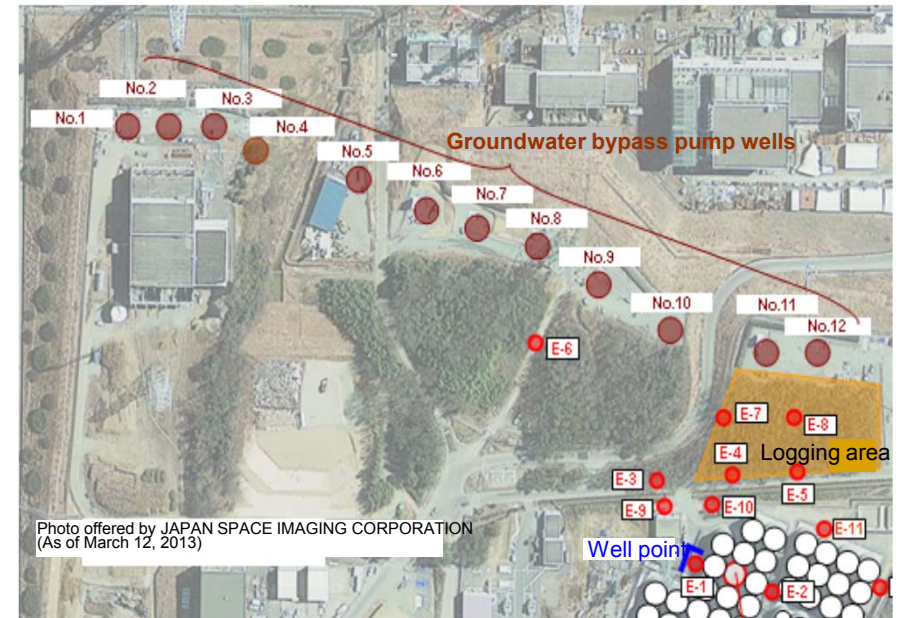 No.2
No.3
No.1
No.4
Groundwater bypass pump wells
No.5
No.6
No.7
No.8
No.9
No.10
No.11
No.12
E-6
E-7
E-8
E-4
Logging area
E-3
E-5
E-9
E-10
E-11
Photo offered by JAPAN SPACE IMAGING CORPORATION
(As of March 12, 2013)
Well point
E-1
E-2